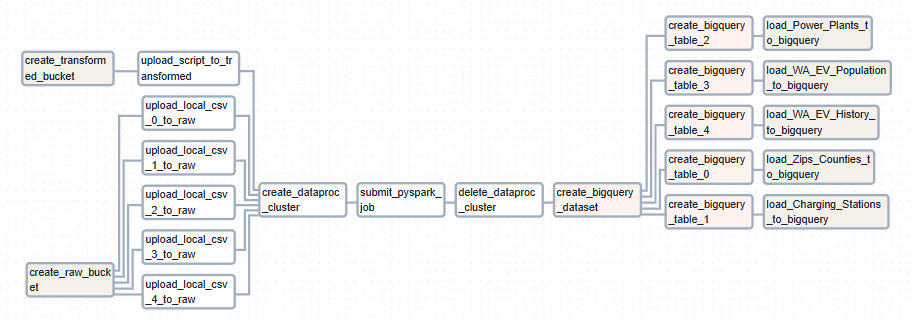 create_transform
ed_bucket
upload_script_to_tr
ansformed
upload_local_csv
_0_to_raw
upload_local_csv
_1_to_raw
upload_local_csv
_2_to_raw
upload_local_csv
_3_to_raw
upload_local_csv
_4_to_raw
create_raw_buck
et
create_dataproc
_cluster
submit_pyspark_
job
delete_dataproc
_cluster
create_bigquery
_dataset
create_bigquery
_table_2
load_Power_Plants_t
o_bigquery
create_bigquery
_table_3
load_WA_EV_Population
_to_bigquery
create_bigquery
_table_4
load_WA_EV_History_
to_bigquery
create_bigquery
_table_0
load_Zips_Counties_t
o_bigquery
create_bigquery
_table_1
load_Charging_Stations
_to_bigquery